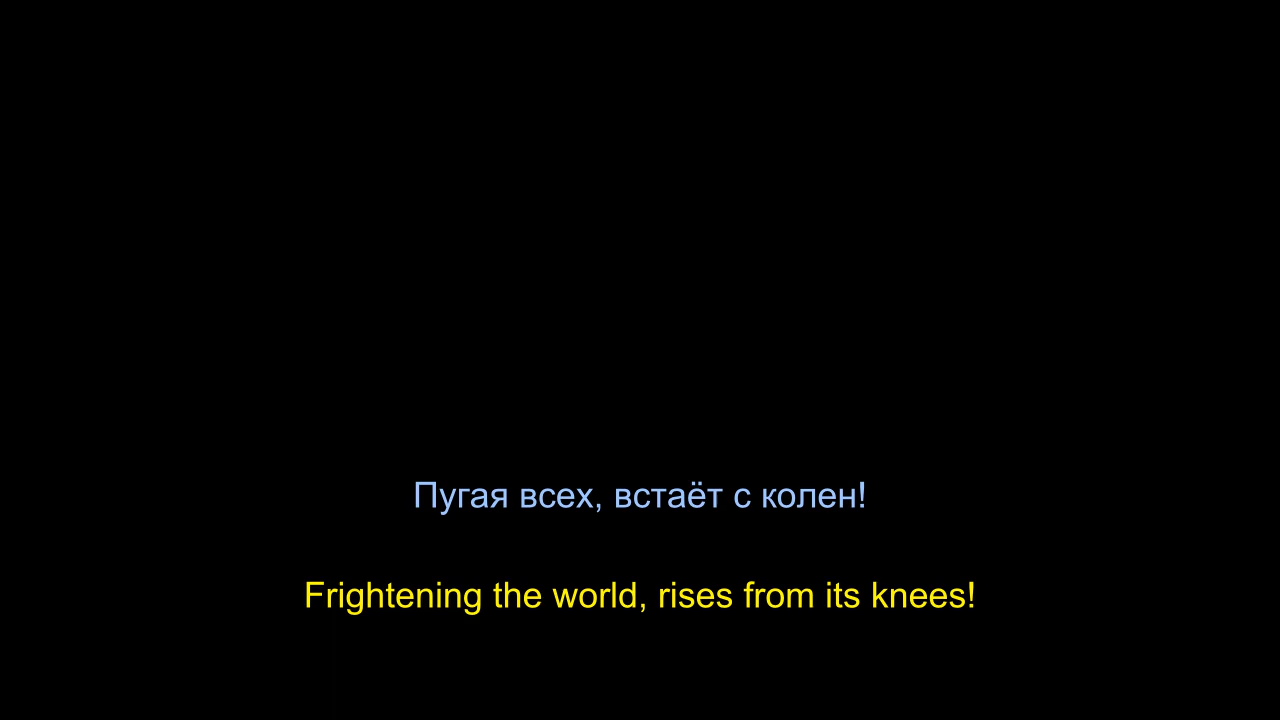 Пугая всех, встаёт с колен!
Frightening the world, rises from its knees!